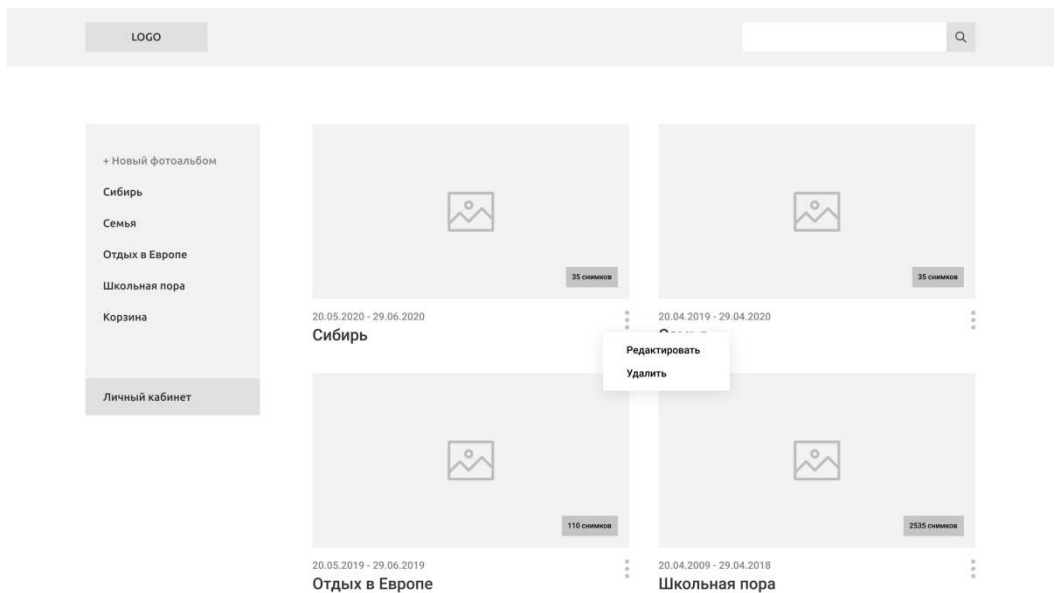 LOGO
+ Новый фотоальбом
Сибирь
Семья
Отдых в Европе
Школьная пора
Корзина
Личный кабинет
35 снимков
20.05.2020 - 29.06.2020
Сибирь
35 снимков
20.04.2019 - 29.04.2020
Редактировать
Удалить
110 снимков
20.05.2019 - 29.06.2019
Отдых в Европе
2535 снимков
20.04.2009 - 29.04.2018
Школьная пора